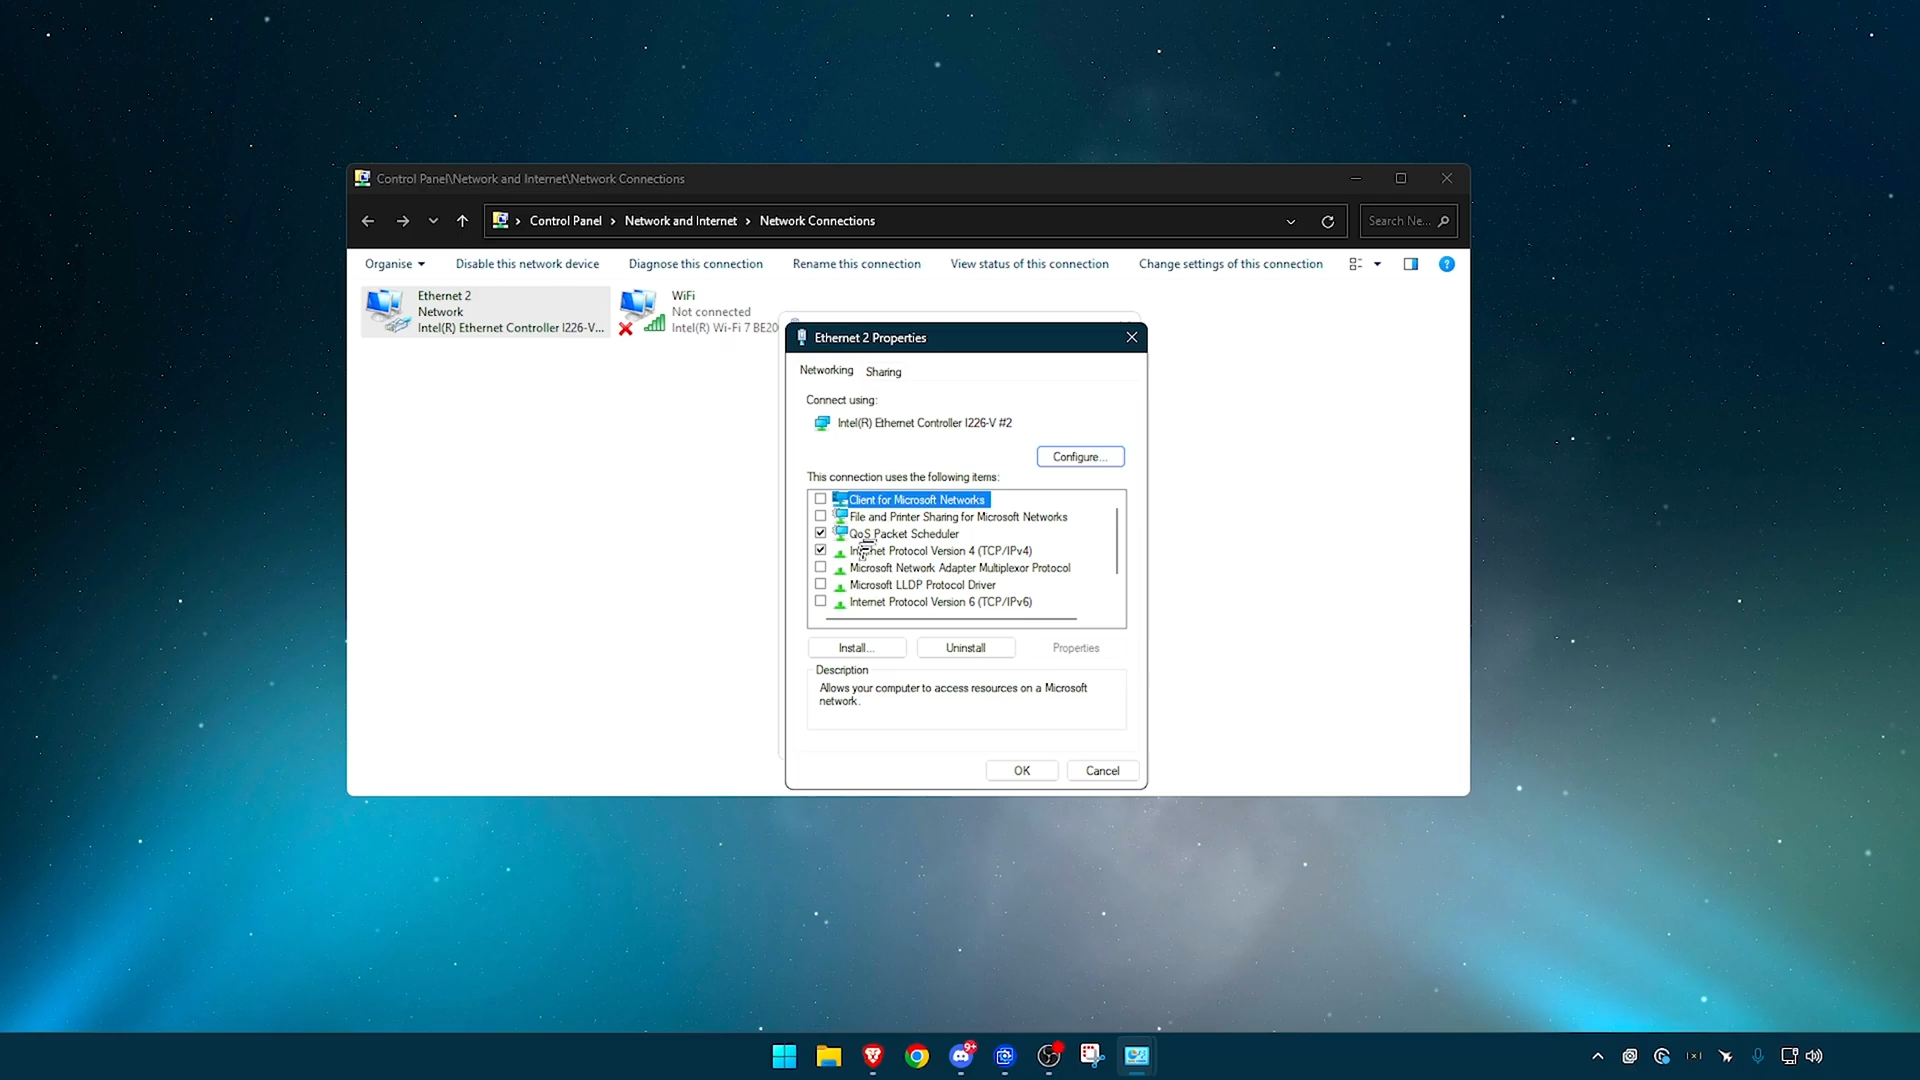 Control Panel\Network and Internet\Network Connections
Control Panel > Network and Internet > Network Connections
Search Ne...
Organise
Disable this network device
Diagnose this connection
Rename this connection
View status of this connection
Change settings of this connection
Ethernet 2
Network
Intel(R) Ethernet Controller I226-V...
WiFi
Not connected
Intel(R) Wi-Fi 7 BE20
Ethernet 2 Properties
Networking
Sharing
Connect using:
Intel(R) Ethernet Controller I226-V #2
Configure...
This connection uses the following items:
Client for Microsoft Networks
File and Printer Sharing for Microsoft Networks
QoS Packet Scheduler
Internet Protocol Version 4 (TCP/IPv4)
Microsoft Network Adapter Multiplexor Protocol
Microsoft LLDP Protocol Driver
Internet Protocol Version 6 (TCP/IPv6)
Install...
Uninstall
Properties
Description
Allows your computer to access resources on a Microsoft
network.
OK
Cancel
9+